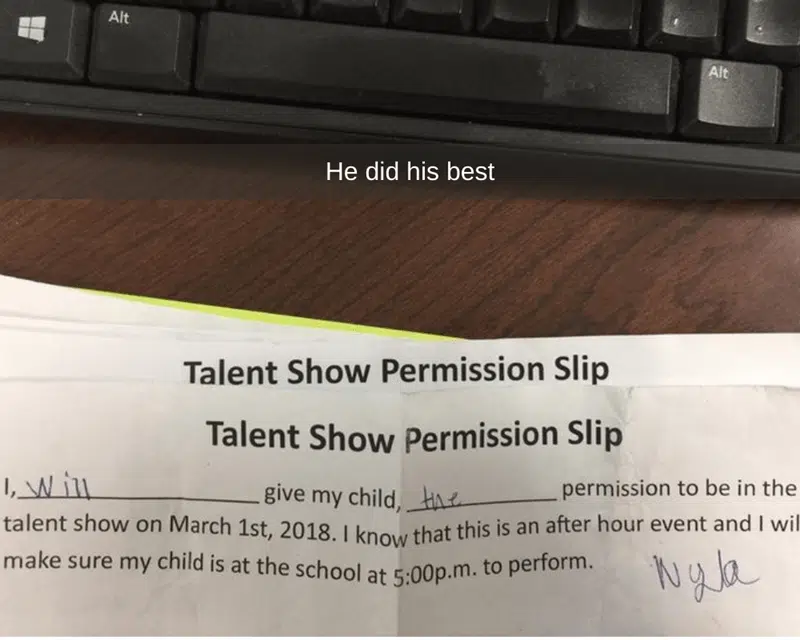 Alt
Alt
He did his best
Talent Show Permission Slip
Talent Show Permission Slip
I, Will give my child, the permission to be in the
talent show on March 1st, 2018. I know that this is an after hour event and I wil
make sure my child is at the school at 5:00p.m. to perform.
Nyla